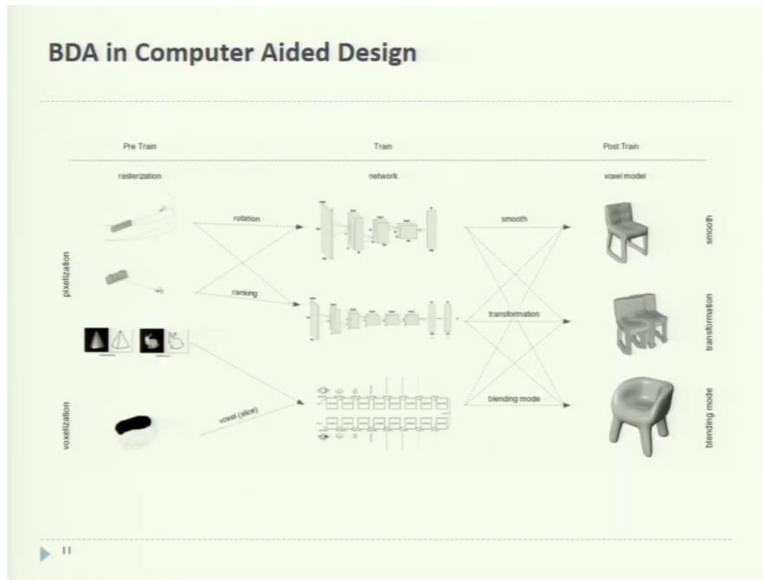 BDA in Computer Aided Design
Pre Train
Train
Post Train
rasterization
network
voxel model
pixelization
voxelization
rotation
ranking
voxel (slice)
smooth
transformation
blending mode
smooth
transformation
blending mode
11